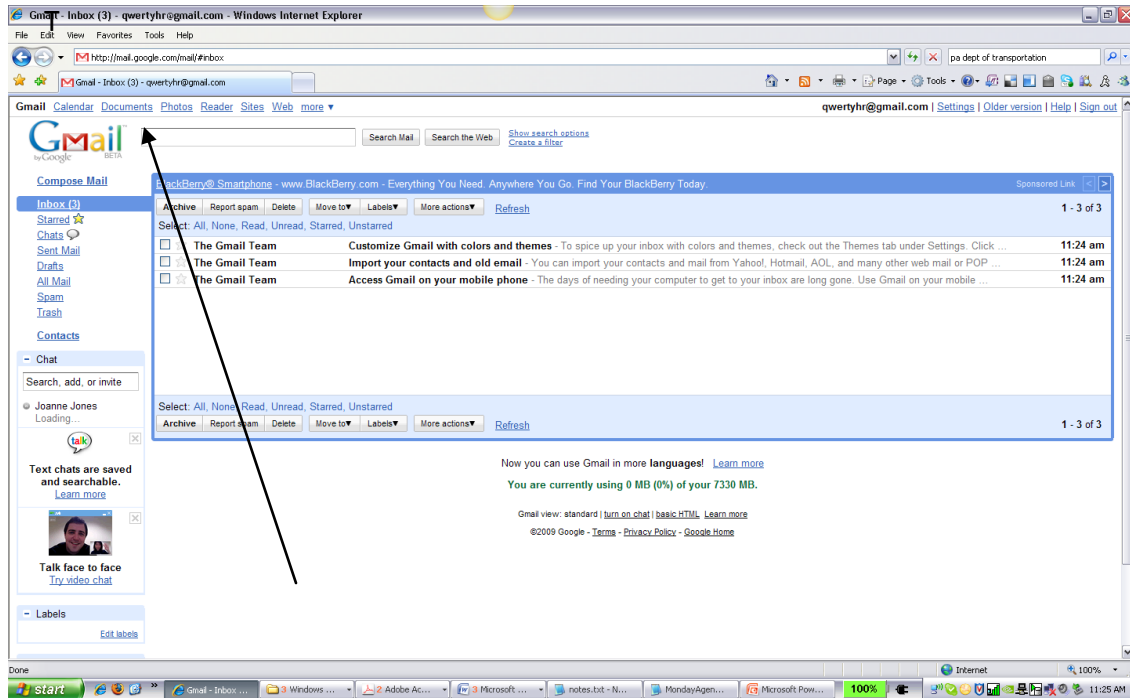 Gmail - Inbox (3) - qwertyhr@gmail.com - Windows Internet Explorer
T
File Edit View Favorites Tools Help
http://mail.google.com/mail/#inbox
pa dept of transportation
Gmail - Inbox (3) - qwertyhr@gmail.com
Page Tools
Gmail Calendar Documents Photos Reader Sites Web more ▼
qwertyhr@gmail.com | Settings | Older version | Help | Sign out
Gmail
by Google BETA
Search Mail Search the Web
Show search options
Create a filter
Compose Mail
Inbox (3)
Starred
Chats
Sent Mail
Drafts
All Mail
Spam
Trash
Contacts
BlackBerry® Smartphone - www.BlackBerry.com - Everything You Need. Anywhere You Go. Find Your BlackBerry Today.
Sponsored Link < >
Archive Report spam Delete Move to▼ Labels▼ More actions▼ Refresh 1 - 3 of 3
Select: All, None, Read, Unread, Starred, Unstarred
The Gmail Team Customize Gmail with colors and themes - To spice up your inbox with colors and themes, check out the Themes tab under Settings. Click ... 11:24 am
The Gmail Team Import your contacts and old email - You can import your contacts and mail from Yahoo!, Hotmail, AOL, and many other web mail or POP ... 11:24 am
The Gmail Team Access Gmail on your mobile phone - The days of needing your computer to get to your inbox are long gone. Use Gmail on your mobile ... 11:24 am
Select: All, None, Read, Unread, Starred, Unstarred
Archive Report spam Delete Move to▼ Labels▼ More actions▼ Refresh 1 - 3 of 3
− Chat
Search, add, or invite
Joanne Jones
Loading...
talk
Text chats are saved
and searchable.
Learn more
Talk face to face
Try video chat
− Labels
Edit labels
Now you can use Gmail in more languages! Learn more
You are currently using 0 MB (0%) of your 7330 MB.
Gmail view: standard | turn on chat | basic HTML Learn more
©2009 Google - Terms - Privacy Policy - Google Home
Done
Internet
100%
start
Gmail - Inbox ...
3 Windows ...
2 Adobe Ac...
3 Microsoft ...
notes.txt - N...
MondayAgen...
Microsoft Pow...
100%
11:25 AM